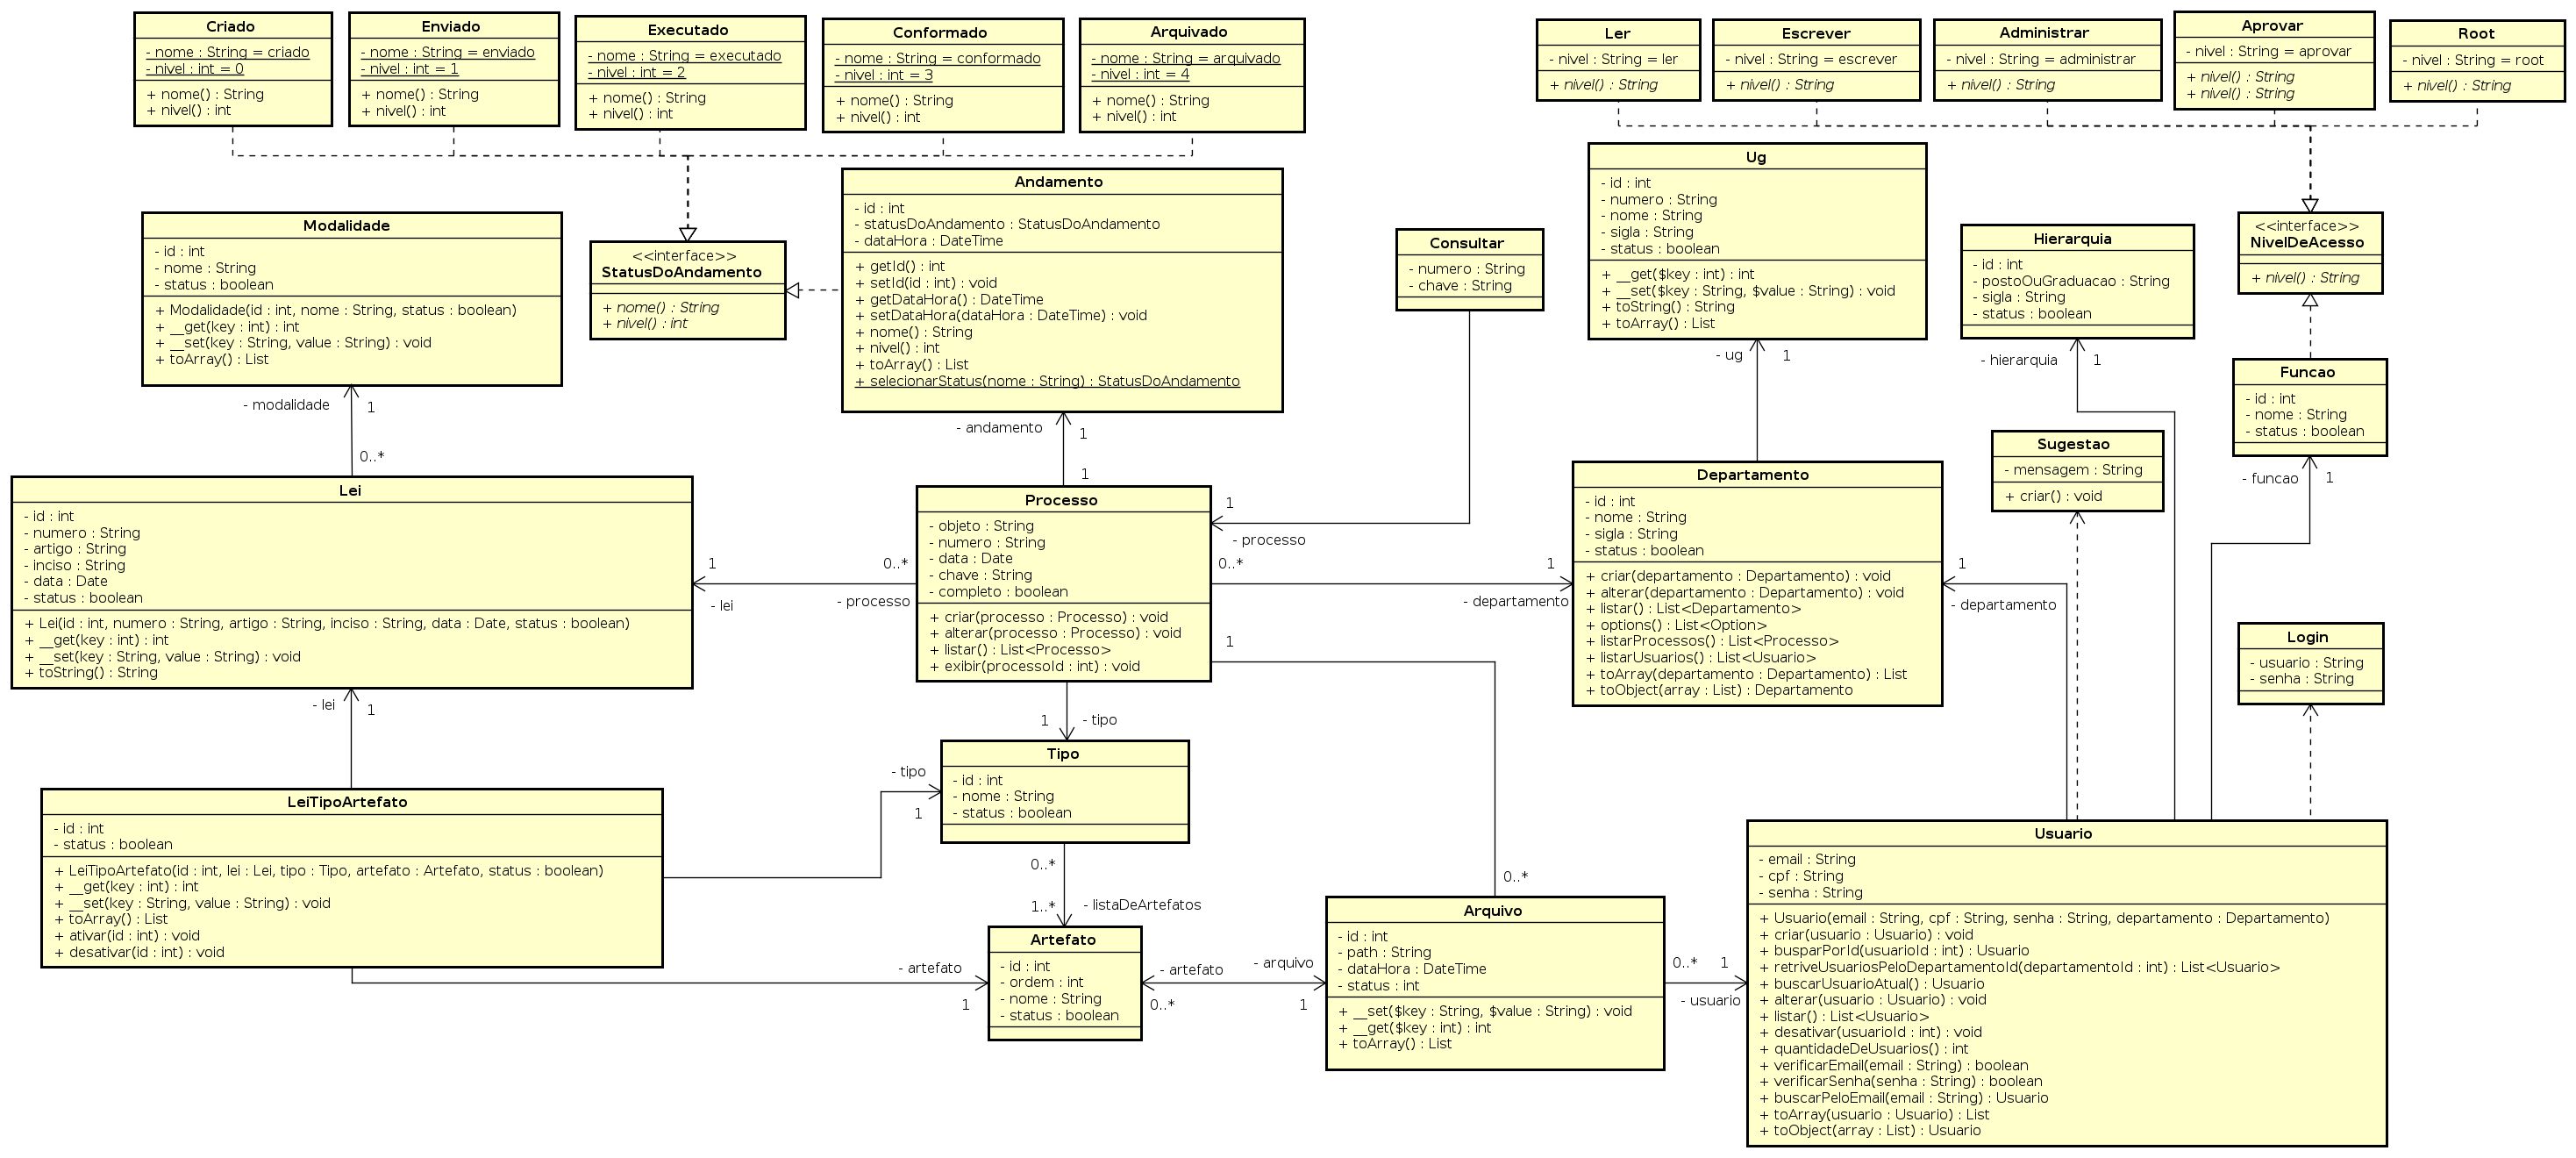 Criado
- nome : String = criado
- nivel : int = 0
+ nome() : String
+ nivel() : int
Enviado
- nome : String = enviado
- nivel : int = 1
+ nome() : String
+ nivel() : int
Executado
- nome : String = executado
- nivel : int = 2
+ nome() : String
+ nivel() : int
Conformado
- nome : String = conformado
- nivel : int = 3
+ nome() : String
+ nivel() : int
Arquivado
- nome : String = arquivado
- nivel : int = 4
+ nome() : String
+ nivel() : int
Ler
- nivel : String = ler
+ nivel() : String
Escrever
- nivel : String = escrever
+ nivel() : String
Administrar
- nivel : String = administrar
+ nivel() : String
Aprovar
- nivel : String = aprovar
+ nivel() : String
+ nivel() : String
Root
- nivel : String = root
+ nivel() : String
Modalidade
- id : int
- nome : String
- status : boolean
+ Modalidade(id : int, nome : String, status : boolean)
+ __get(key : int) : int
+ __set(key : String, value : String) : void
+ toArray() : List
<<interface>>
StatusDoAndamento
+ nome() : String
+ nivel() : int
Andamento
- id : int
- statusDoAndamento : StatusDoAndamento
- dataHora : DateTime
+ getId() : int
+ setId(id : int) : void
+ getDataHora() : DateTime
+ setDataHora(dataHora : DateTime) : void
+ nome() : String
+ nivel() : int
+ toArray() : List
+ selecionarStatus(nome : String) : StatusDoAndamento
Consultar
- numero : String
- chave : String
Ug
- id : int
- numero : String
- nome : String
- sigla : String
- status : boolean
+ __get($key : int) : int
+ __set($key : String, $value : String) : void
+ toString() : String
+ toArray() : List
Hierarquia
- id : int
- postoOuGraduacao : String
- sigla : String
- status : boolean
<<interface>>
NivelDeAcesso
+ nivel() : String
Funcao
- id : int
- nome : String
- status : boolean
- modalidade
1
0..*
- andamento
1
1
- ug
1
- hierarquia
1
- funcao
1
Sugestao
- mensagem : String
+ criar() : void
Lei
- id : int
- numero : String
- artigo : String
- inciso : String
- data : Date
- status : boolean
+ Lei(id : int, numero : String, artigo : String, inciso : String, data : Date, status : boolean)
+ __get(key : int) : int
+ __set(key : String, value : String) : void
+ toString() : String
1
- lei
0..*
- processo
Processo
- objeto : String
- numero : String
- data : Date
- chave : String
- completo : boolean
+ criar(processo : Processo) : void
+ alterar(processo : Processo) : void
+ listar() : List<Processo>
+ exibir(processoId : int) : void
1
- processo
0..*
1
- departamento
1
Departamento
- id : int
- nome : String
- sigla : String
- status : boolean
+ criar(departamento : Departamento) : void
+ alterar(departamento : Departamento) : void
+ listar() : List<Departamento>
+ options() : List<Option>
+ listarProcessos() : List<Processo>
+ listarUsuarios() : List<Usuario>
+ toArray(departamento : Departamento) : List
+ toObject(array : List) : Departamento
1
- departamento
Login
- usuario : String
- senha : String
- lei
1
1
- tipo
LeiTipoArtefato
- id : int
- status : boolean
+ LeiTipoArtefato(id : int, lei : Lei, tipo : Tipo, artefato : Artefato, status : boolean)
+ __get(key : int) : int
+ __set(key : String, value : String) : void
+ toArray() : List
+ ativar(id : int) : void
+ desativar(id : int) : void
- tipo
1
Tipo
- id : int
- nome : String
- status : boolean
0..*
1..*
- listaDeArtefatos
Artefato
- id : int
- ordem : int
- nome : String
- status : boolean
- artefato
1
- artefato
0..*
- arquivo
1
0..*
Arquivo
- id : int
- path : String
- dataHora : DateTime
- status : int
+ __set($key : String, $value : String) : void
+ __get($key : int) : int
+ toArray() : List
0..*
1
- usuario
Usuario
- email : String
- cpf : String
- senha : String
+ Usuario(email : String, cpf : String, senha : String, departamento : Departamento)
+ criar(usuario : Usuario) : void
+ busparPorId(usuarioId : int) : Usuario
+ retriveUsuariosPeloDepartamentoId(departamentoId : int) : List<Usuario>
+ buscarUsuarioAtual() : Usuario
+ alterar(usuario : Usuario) : void
+ listar() : List<Usuario>
+ desativar(usuarioId : int) : void
+ quantidadeDeUsuarios() : int
+ verificarEmail(email : String) : boolean
+ verificarSenha(senha : String) : boolean
+ buscarPeloEmail(email : String) : Usuario
+ toArray(usuario : Usuario) : List
+ toObject(array : List) : Usuario